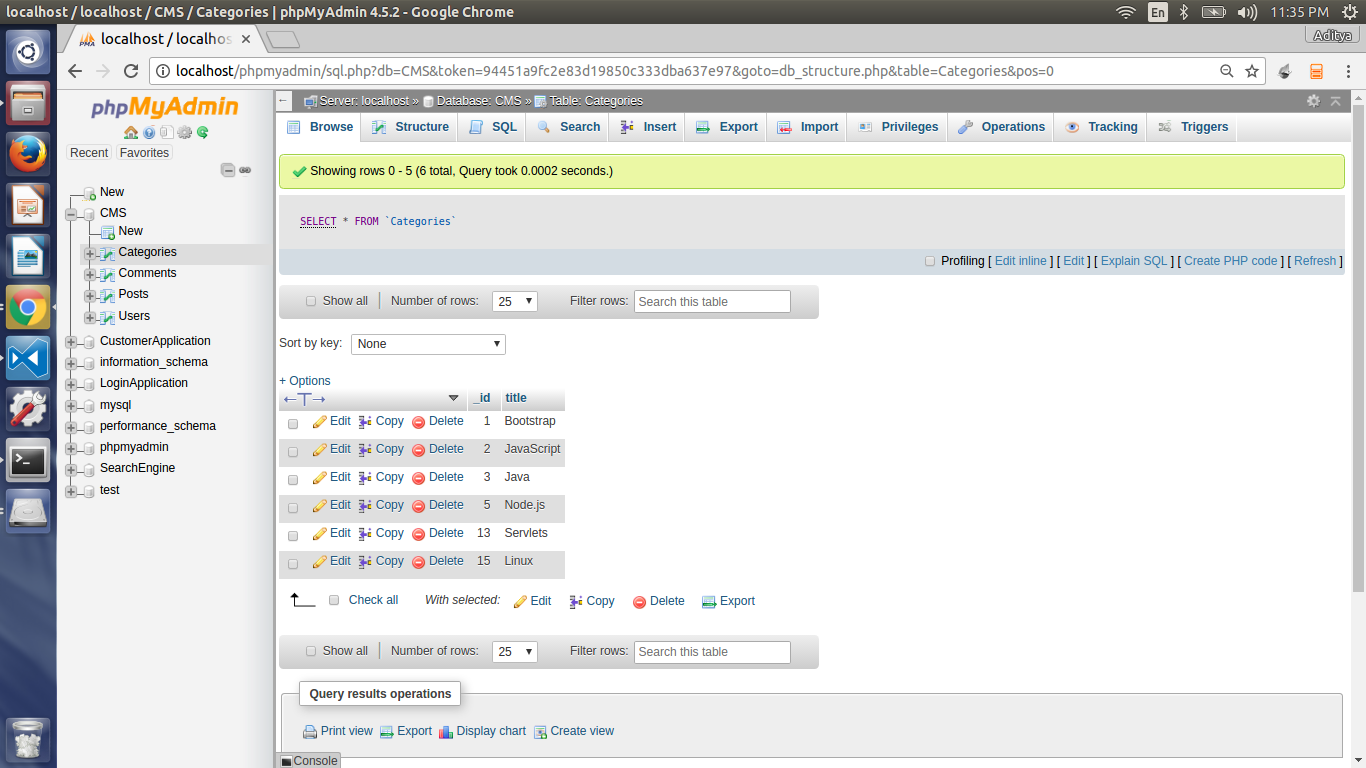 localhost / localhost / CMS / Categories | phpMyAdmin 4.5.2 - Google Chrome
En
11:35 PM
localhost / localhos
Aditya
localhost/phpmyadmin/sql.php?db=CMS&token=94451a9fc2e83d19850c333dba637e97&goto=db_structure.php&table=Categories&pos=0
phpMyAdmin
Recent Favorites
New
CMS
New
Categories
Comments
Posts
Users
CustomerApplication
information_schema
LoginApplication
mysql
performance_schema
phpmyadmin
SearchEngine
test
Server: localhost » Database: CMS » Table: Categories
Browse Structure SQL Search Insert Export Import Privileges Operations Tracking Triggers
Showing rows 0 - 5 (6 total, Query took 0.0002 seconds.)
SELECT * FROM `Categories`
Profiling [ Edit inline ] [ Edit ] [ Explain SQL ] [ Create PHP code ] [ Refresh ]
Show all | Number of rows: 25 Filter rows: Search this table
Sort by key: None
+ Options
←T→ _id title
Edit Copy Delete 1 Bootstrap
Edit Copy Delete 2 JavaScript
Edit Copy Delete 3 Java
Edit Copy Delete 5 Node.js
Edit Copy Delete 13 Servlets
Edit Copy Delete 15 Linux
Check all With selected: Edit Copy Delete Export
Show all | Number of rows: 25 Filter rows: Search this table
Query results operations
Print view Export Display chart Create view
Console